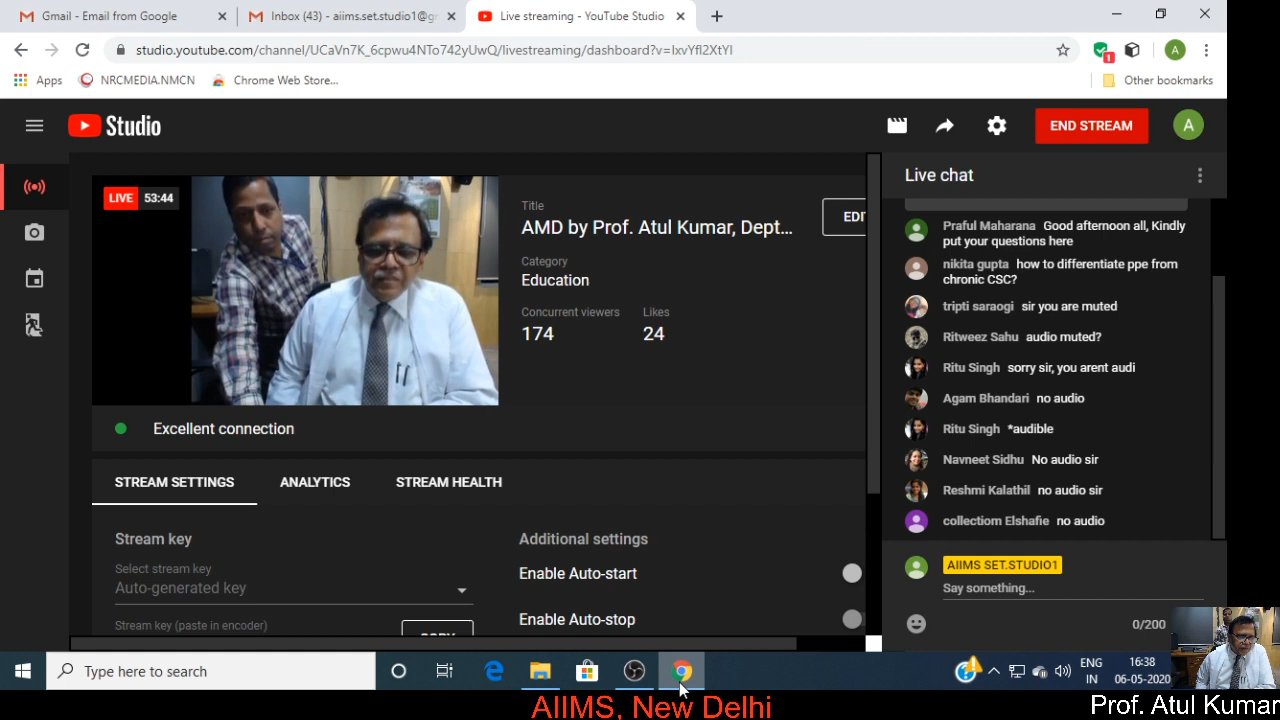 Gmail - Email from Google
Inbox (43) - aiims.set.studio1@g
Live streaming - YouTube Studio
studio.youtube.com/channel/UCaVn7K_6cpwu4NTo742yUwQ/livestreaming/dashboard?v=IxvYfl2XtYI
1
A
Apps
NRCMEDIA.NMCN
Chrome Web Store...
Other bookmarks
Studio
END STREAM
A
LIVE 53:44
Title
AMD by Prof. Atul Kumar, Dept...
EDI
Category
Education
Concurrent viewers
Likes
174
24
Excellent connection
STREAM SETTINGS
ANALYTICS
STREAM HEALTH
Stream key
Select stream key
Auto-generated key
Stream key (paste in encoder)
Additional settings
Enable Auto-start
Enable Auto-stop
Live chat
Praful Maharana Good afternoon all, Kindly
put your questions here
nikita gupta how to differentiate ppe from
chronic CSC?
tripti saraogi sir you are muted
Ritweez Sahu audio muted?
Ritu Singh sorry sir, you arent audi
Agam Bhandari no audio
Ritu Singh *audible
Navneet Sidhu No audio sir
Reshmi Kalathil no audio sir
collectiom Elshafie no audio
AIIMS SET.STUDIO1
Say something...
0/200
Type here to search
ENG
IN
16:38
06-05-2020
AIIMS, New Delhi
Prof. Atul Kumar